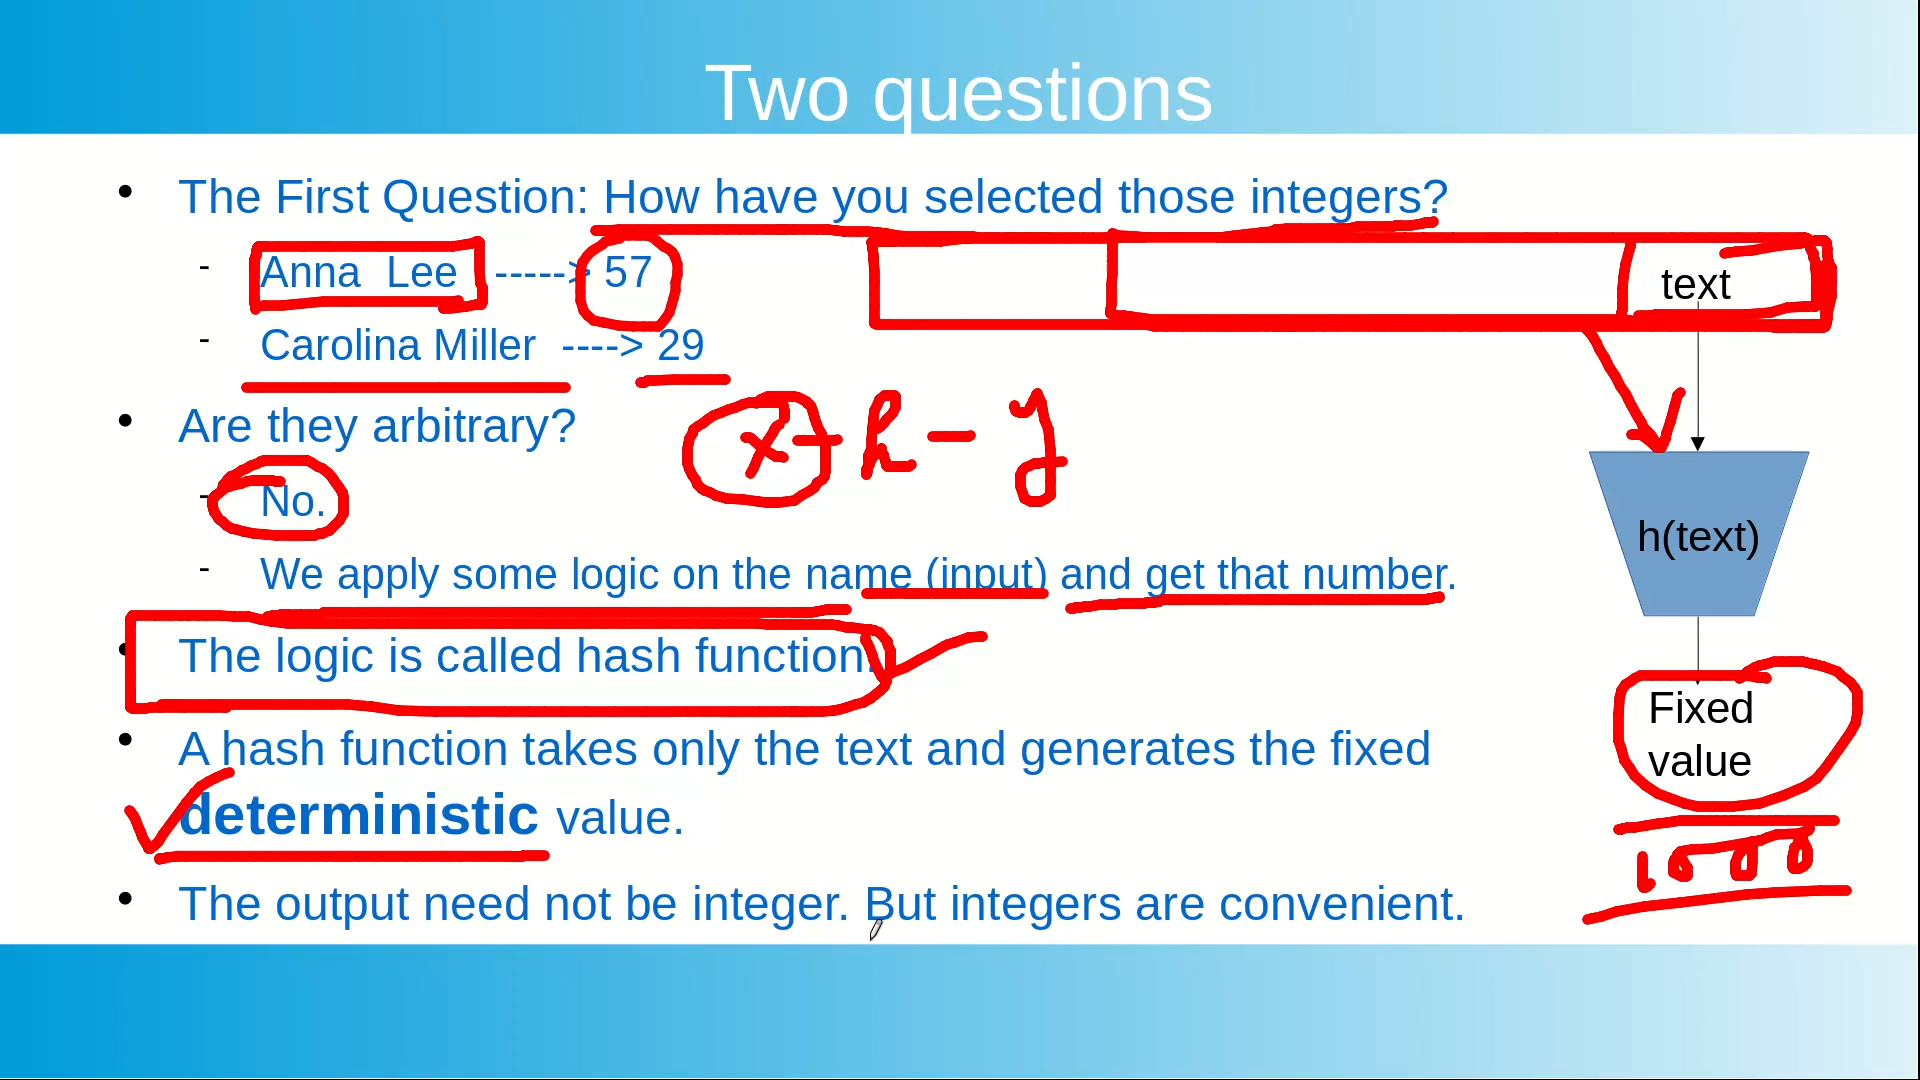 Two questions
The First Question: How have you selected those integers?
Anna Lee -----> 57
text
Carolina Miller ----> 29
Are they arbitrary?
x - h - y
No.
h(text)
We apply some logic on the name (input) and get that number.
The logic is called hash function.
Fixed
value
A hash function takes only the text and generates the fixed
deterministic value.
The output need not be integer. But integers are convenient.